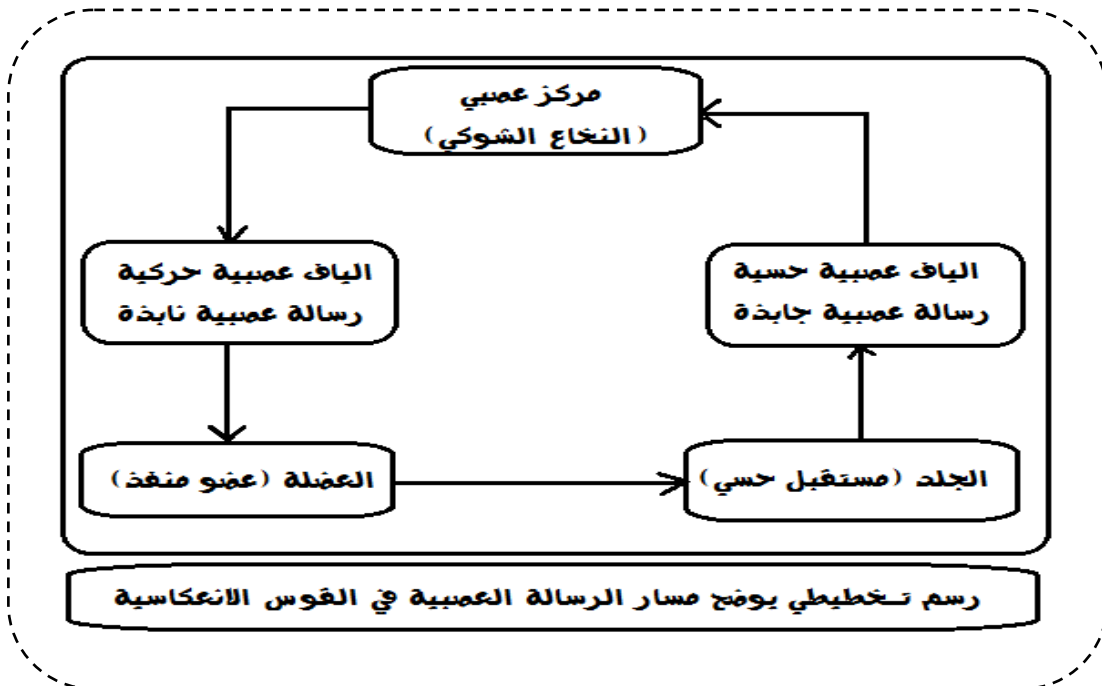 مركز عصبي
(النخاع الشوكي)
الياف عصبية حسية
رسالة عصبية جابذة
الياف عصبية حركية
رسالة عصبية نابذة
الجلد (مستقبل حسي)
العضلة (عضو منفذ)
رسم تخطيطي يوضح مسار الرسالة العصبية في القوس الانعكاسية